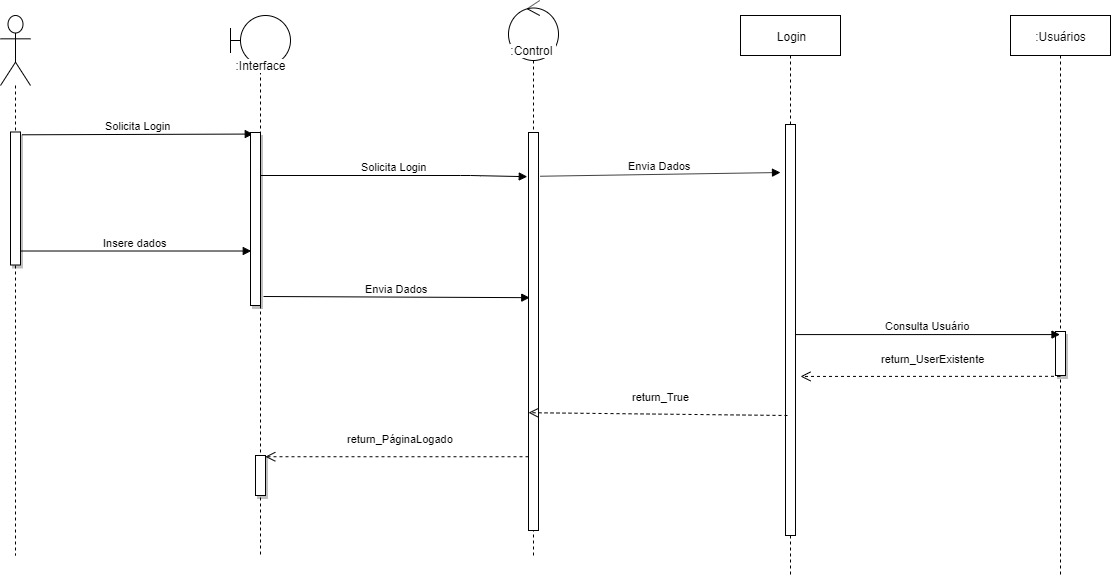 :Interface
:Control
Login
:Usuários
Solicita Login
Solicita Login
Envia Dados
Insere dados
Envia Dados
Consulta Usuário
return_UserExistente
return_True
return_PáginaLogado